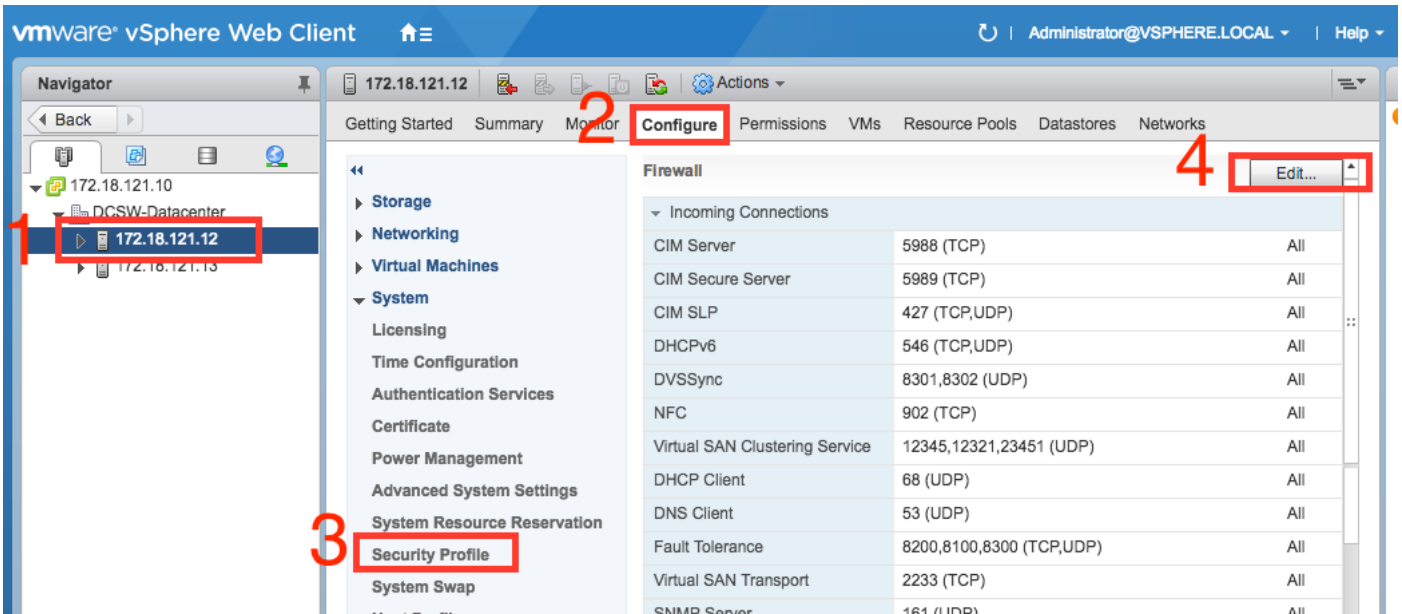 vmware® vSphere Web Client
Administrator@VSPHERE.LOCAL
Help
Navigator
Back
172.18.121.10
DCSW-Datacenter
1
172.18.121.12
172.18.121.13
172.18.121.12
Actions
2
Getting Started Summary Monitor Configure Permissions VMs Resource Pools Datastores Networks
Storage
Networking
Virtual Machines
System
Licensing
Time Configuration
Authentication Services
Certificate
Power Management
Advanced System Settings
System Resource Reservation
3
Security Profile
System Swap
Firewall
4
Edit...
Incoming Connections
CIM Server 5988 (TCP) All
CIM Secure Server 5989 (TCP) All
CIM SLP 427 (TCP,UDP) All
DHCPv6 546 (TCP,UDP) All
DVSSync 8301,8302 (UDP) All
NFC 902 (TCP) All
Virtual SAN Clustering Service 12345,12321,23451 (UDP) All
DHCP Client 68 (UDP) All
DNS Client 53 (UDP) All
Fault Tolerance 8200,8100,8300 (TCP,UDP) All
Virtual SAN Transport 2233 (TCP) All
SNMP Server 161 (UDP) All